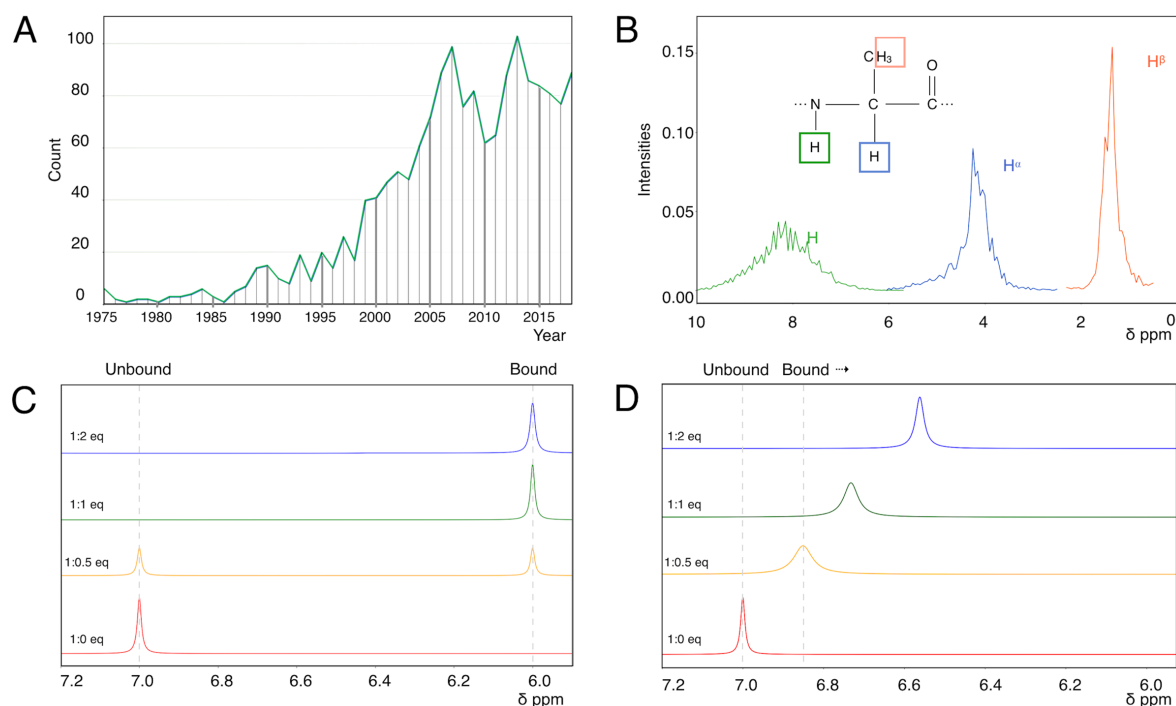 A
100
80
60
40
20
0
Count
1975
1980
1985
1990
1995
2000
2005
2010
2015
Year
B
0.15
0.10
0.05
0.00
Intensities
CH₃
O
··· N C C ···
H
H
H
Hα
Hβ
10
8
6
4
2
0
δ ppm
C
Unbound
Bound
1:2 eq
1:1 eq
1:0.5 eq
1:0 eq
7.2
7.0
6.8
6.6
6.4
6.2
6.0
δ ppm
D
Unbound
Bound ⇢
1:2 eq
1:1 eq
1:0.5 eq
1:0 eq
7.2
7.0
6.8
6.6
6.4
6.2
6.0
δ ppm